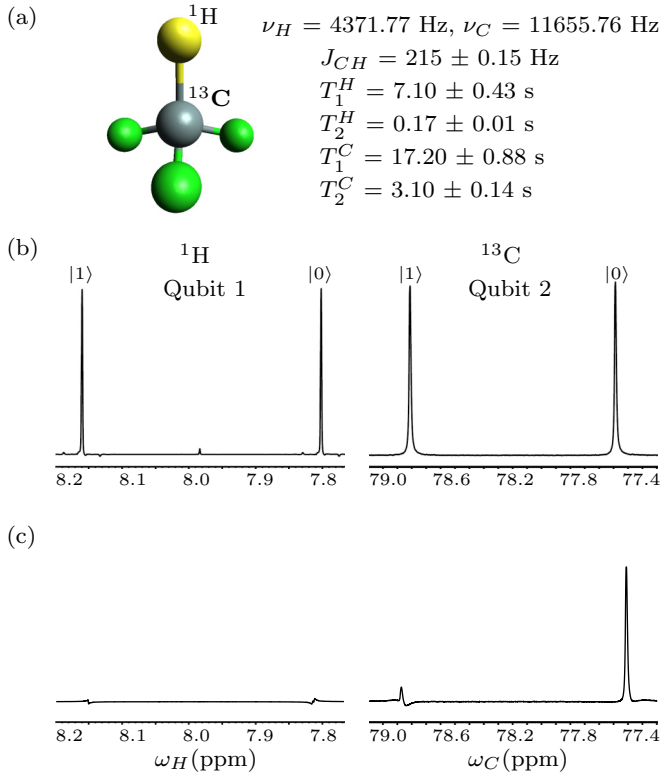 (a)
¹H
¹³C
ν_H = 4371.77 Hz, ν_C = 11655.76 Hz
J_CH = 215 ± 0.15 Hz
T₁^H = 7.10 ± 0.43 s
T₂^H = 0.17 ± 0.01 s
T₁^C = 17.20 ± 0.88 s
T₂^C = 3.10 ± 0.14 s
(b)
¹H
¹³C
|1⟩ |0⟩ |1⟩ |0⟩
Qubit 1 Qubit 2
8.2 8.1 8.0 7.9 7.8 79.0 78.6 78.2 77.8 77.4
(c)
8.2 8.1 8.0 7.9 7.8 79.0 78.6 78.2 77.8 77.4
ω_H(ppm) ω_C(ppm)